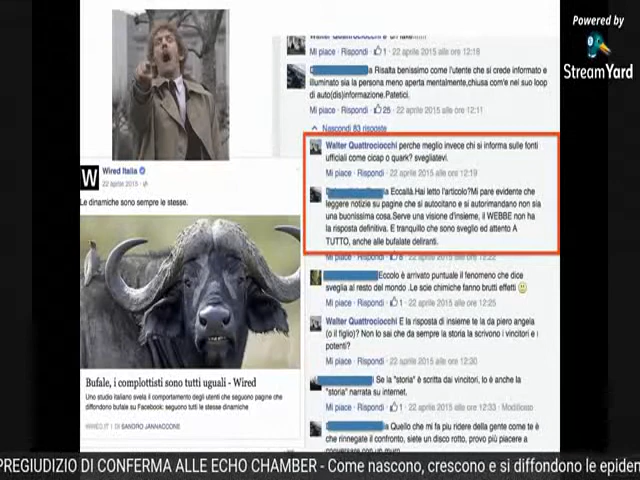 Powered by
StreamYard
Walter Quattrociocchi è un fake!!!!!!
Mi piace · Rispondi · 1 · 22 aprile 2015 alle ore 12:18
a Risalta benissimo come l'utente che si crede informato e
illuminato sia la persona meno aperta mentalmente,chiusa com'e nel suo loop
di auto(dis)informazione.Patetici.
Mi piace · Rispondi · 25 · 22 aprile 2015 alle ore 12:11
Nascondi 83 risposte
Walter Quattrociocchi perche meglio invece chi si informa sulle fonti
ufficiali come cicap o quark? svegliatevi.
Mi piace · Rispondi · 22 aprile 2015 alle ore 12:19
a Eccallà.Hai letto l'articolo?Mi pare evidente che
leggere notizie su pagine che si autocitano e si autorimandano non sia
una buonissima cosa.Serve una visione d'insieme, il WEBBE non ha
la risposta definitiva. E tranquillo che sono sveglio ed attento A
TUTTO, anche alle bufalate deliranti.
Mi piace · Rispondi · 8 · 22 aprile 2015 alle ore 12:22
Eccolo è arrivato puntuale il fenomeno che dice
sveglia al resto del mondo .Le scie chimiche fanno brutti effetti
Mi piace · Rispondi · 1 · 22 aprile 2015 alle ore 12:25
Walter Quattrociocchi E la risposta di insieme te la da piero angela
(o il figlio)? Non lo sai che da sempre la storia la scrivono i vincitori e i
potenti?
Mi piace · Rispondi · 22 aprile 2015 alle ore 12:30
Se la "storia" è scritta dai vincitori, lo è anche la
"storia" narrata su internet.
Mi piace · Rispondi · 1 · 22 aprile 2015 alle ore 12:33 · Modificato
a Quello che mi fa piu ridere della gente come te è
che rinnegate il confronto, siete un disco rotto, provo più piacere a
conversare con un muro
W
Wired Italia
22 aprile 2015
Le dinamiche sono sempre le stesse.
Bufale, i complottisti sono tutti uguali - Wired
Uno studio italiano svela il comportamento degli utenti che seguono pagine che
diffondono bufale su Facebook: seguono tutti le stesse dinamiche
WIRED.IT | DI SANDRO IANNACCONE
PREGIUDIZIO DI CONFERMA ALLE ECHO CHAMBER - Come nascono, crescono e si diffondono le epidem